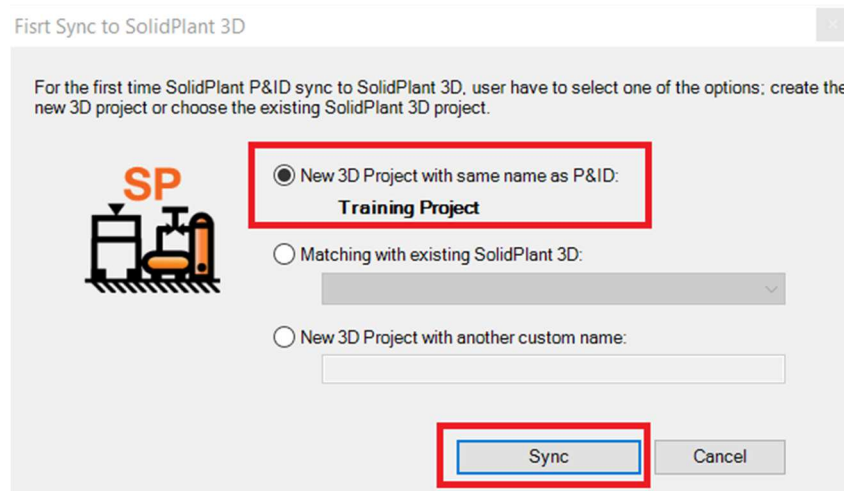 Fisrt Sync to SolidPlant 3D
For the first time SolidPlant P&ID sync to SolidPlant 3D, user have to select one of the options; create the
new 3D project or choose the existing SolidPlant 3D project.
SP
New 3D Project with same name as P&ID:
Training Project
Matching with existing SolidPlant 3D:
New 3D Project with another custom name:
Sync Cancel